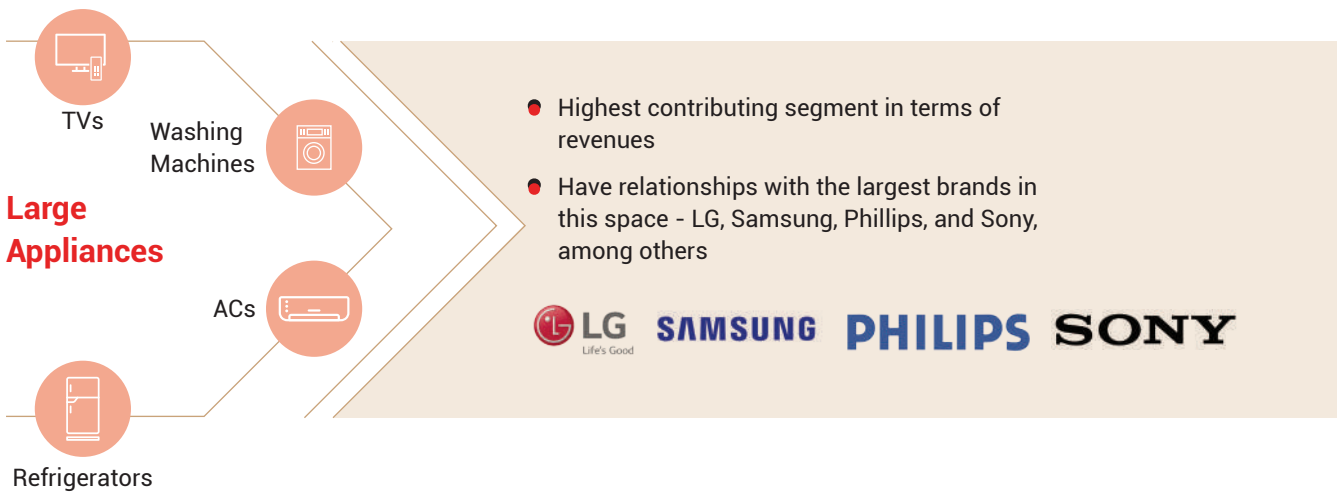 TVs
Washing
Machines
Large
Appliances
ACs
Refrigerators
Highest contributing segment in terms of
revenues
Have relationships with the largest brands in
this space - LG, Samsung, Phillips, and Sony,
among others
LG
Life's Good
SAMSUNG
PHILIPS
SONY